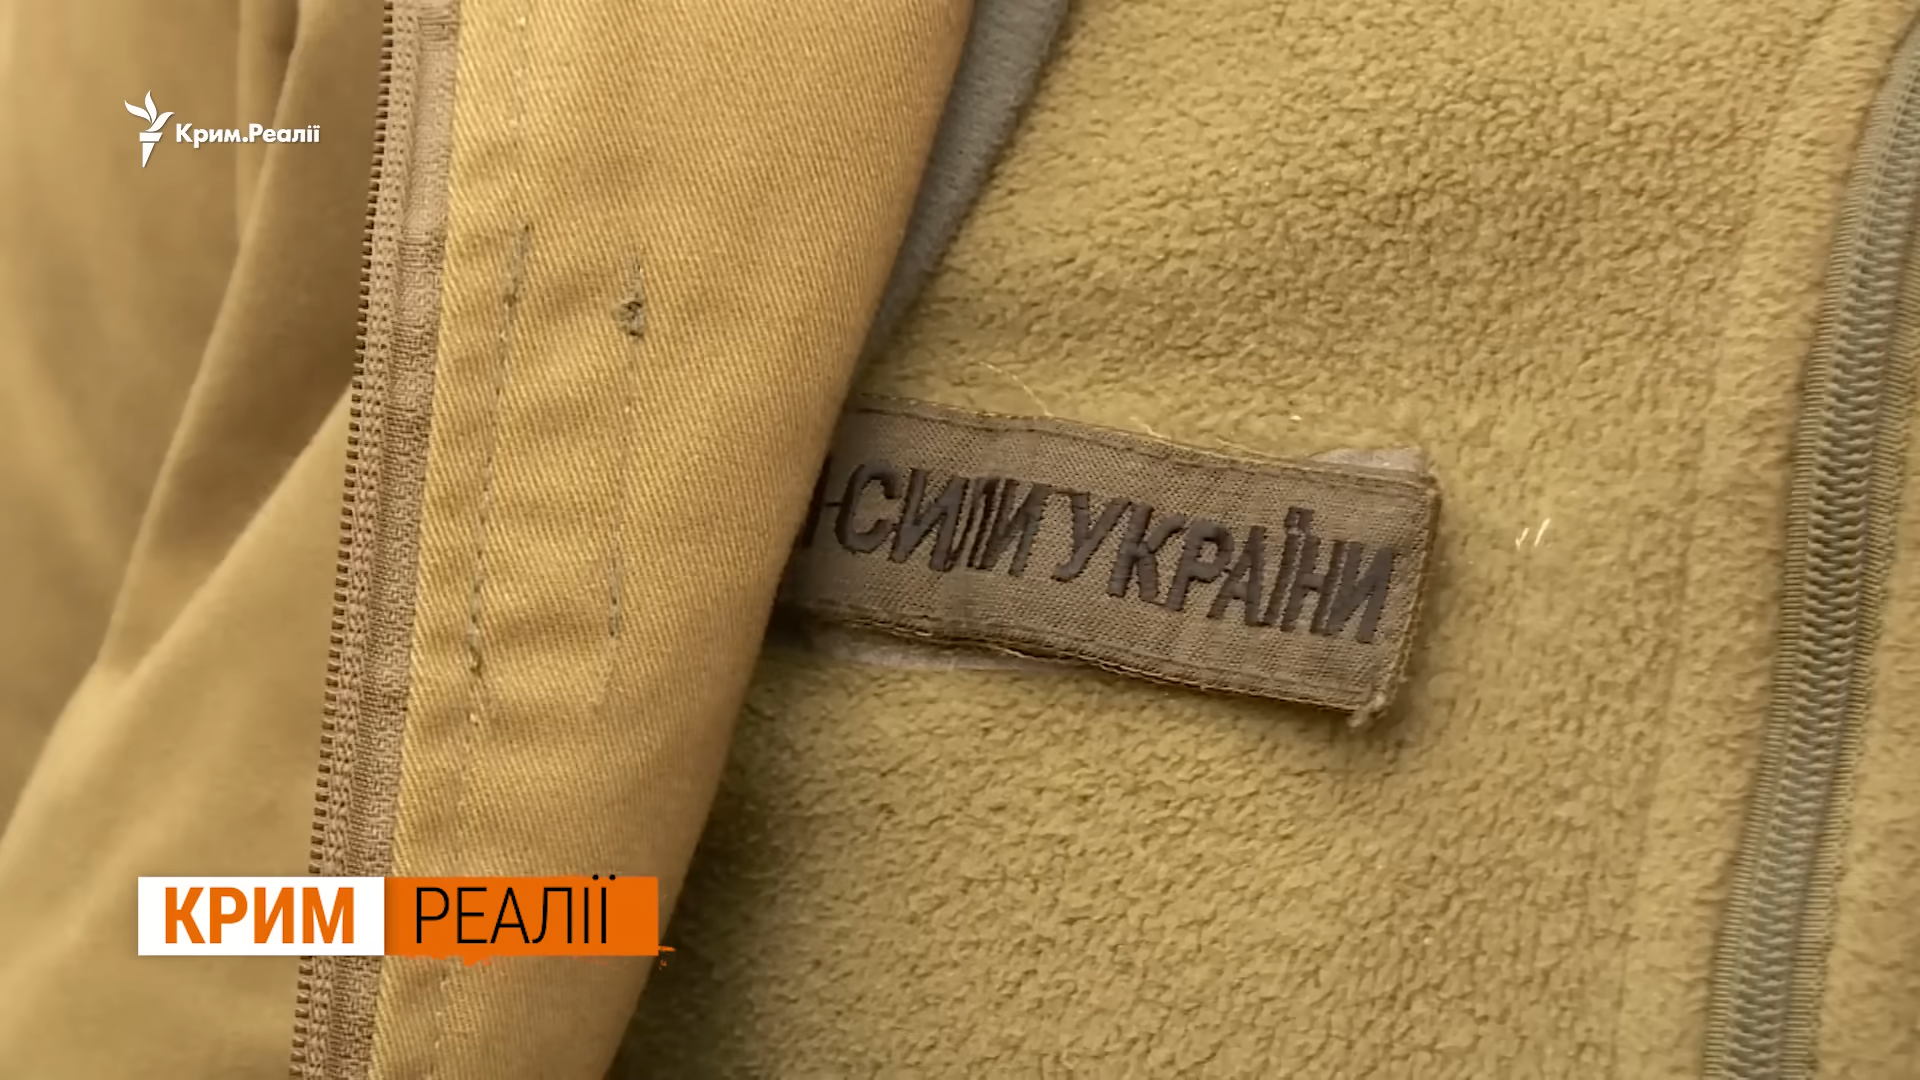 Крим.Реалії
СИЛИ УКРАЇНИ
КРИМ РЕАЛІЇ